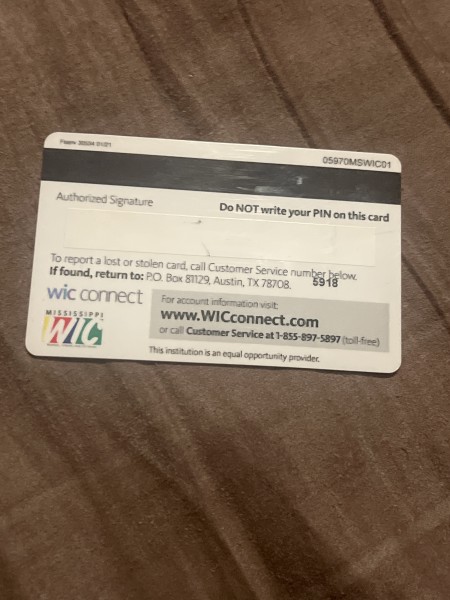 05970MSWIC01
Authorized Signature
Do NOT write your PIN on this card
To report a lost or stolen card, call Customer Service number below.
If found, return to: P.O. Box 81129, Austin, TX 78708.
5918
wic connect
For account information visit:
www.WICconnect.com
or call Customer Service at 1-855-897-5897 (toll-free)
MISSISSIPPI
WIC
This institution is an equal opportunity provider.